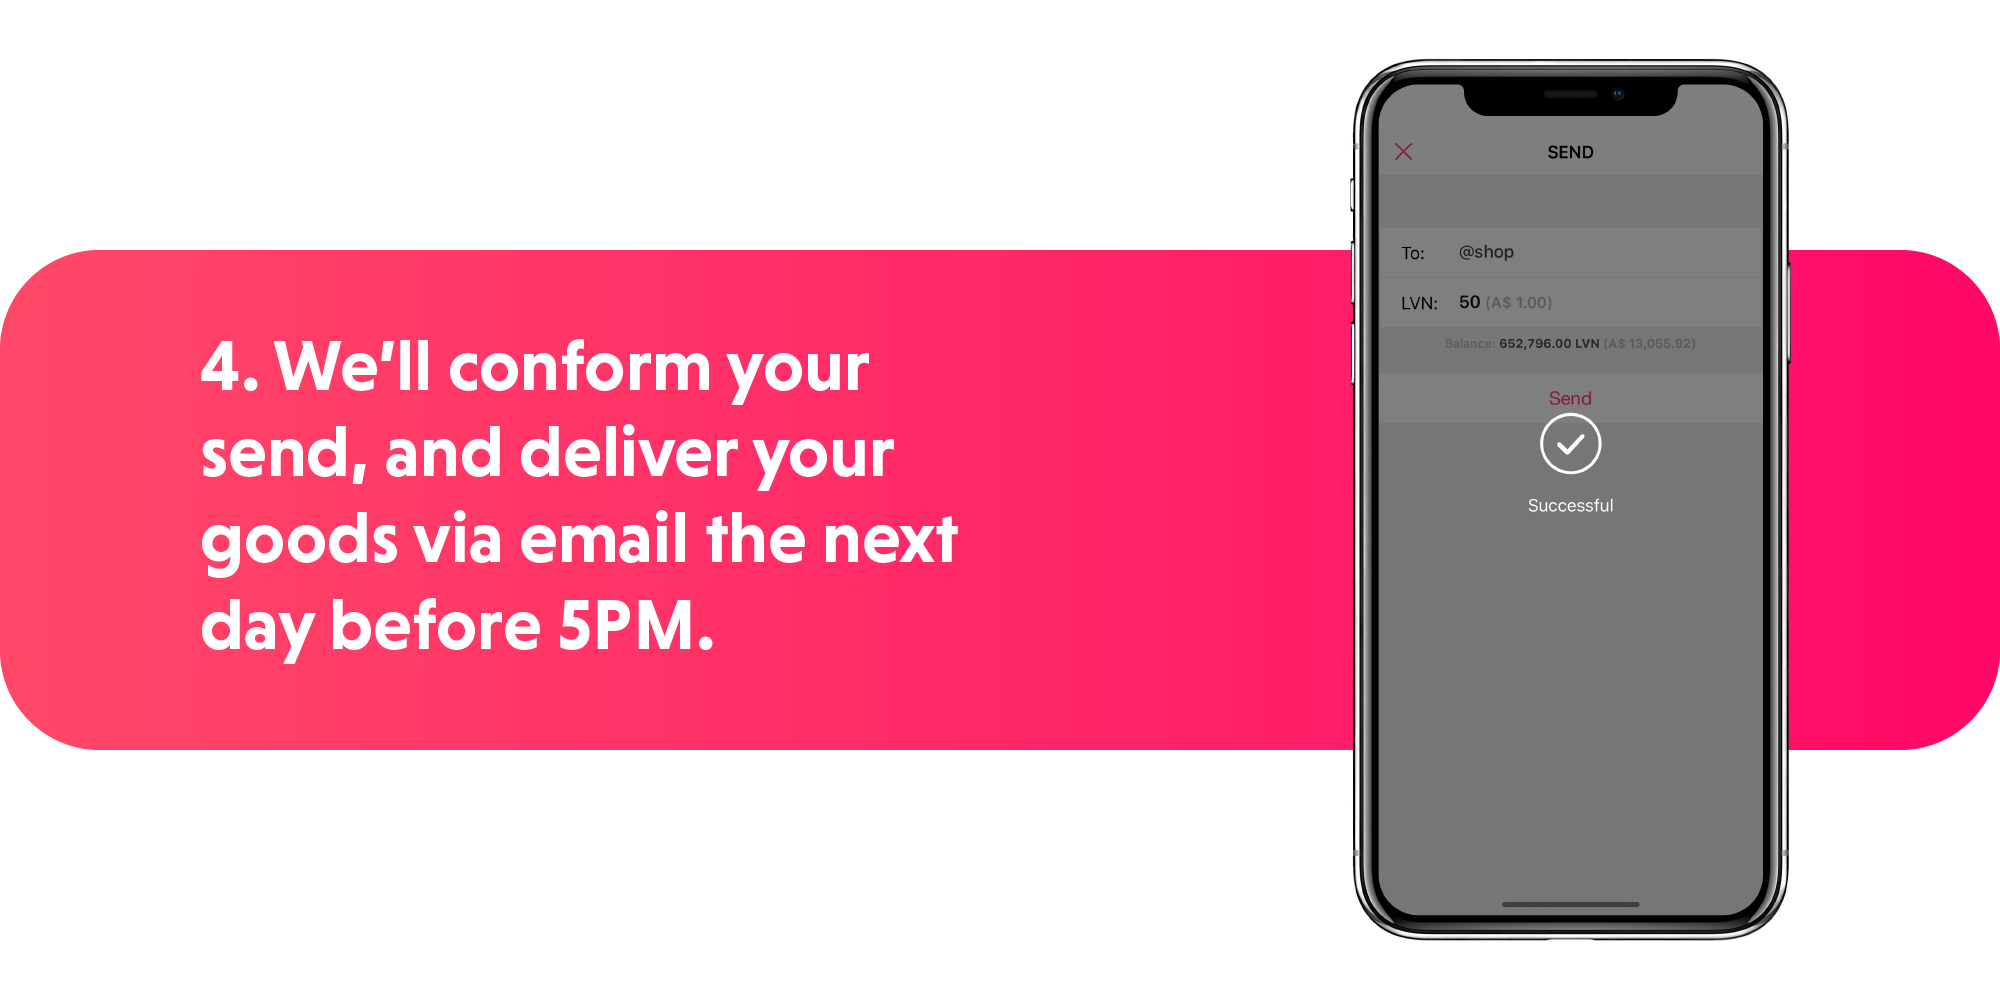 4. We’ll conform your
send, and deliver your
goods via email the next
day before 5PM.
SEND
To: @shop
LVN: 50 (A$ 1.00)
Balance: 652,796.00 LVN (A$ 13,055.92)
Send
Successful